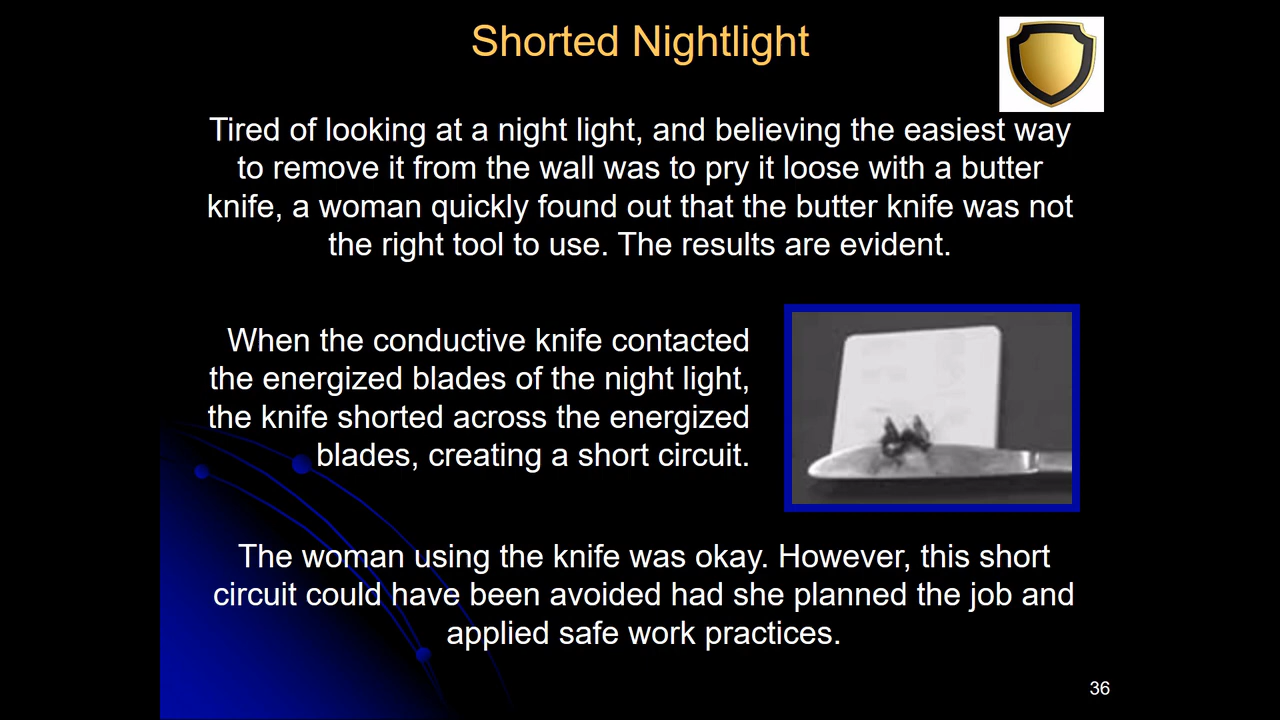 Shorted Nightlight
Tired of looking at a night light, and believing the easiest way
to remove it from the wall was to pry it loose with a butter
knife, a woman quickly found out that the butter knife was not
the right tool to use. The results are evident.
When the conductive knife contacted
the energized blades of the night light,
the knife shorted across the energized
blades, creating a short circuit.
The woman using the knife was okay. However, this short
circuit could have been avoided had she planned the job and
applied safe work practices.
36